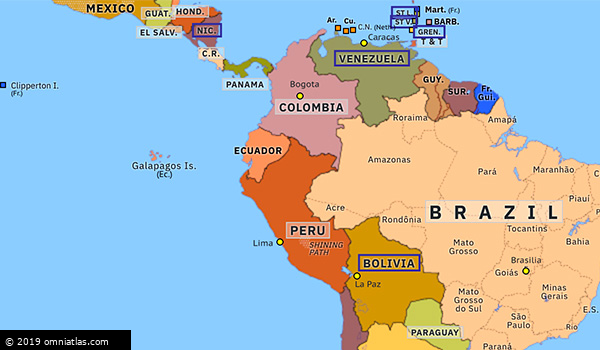 MEXICO
GUAT.
HOND.
EL SALV.
NIC.
C.R.
PANAMA
Ar.
Cu.
C.N. (Neth)
Caracas
ST L.
ST V.
Mart. (Fr.)
BARB.
GREN.
T & T
VENEZUELA
Clipperton I.
(Fr.)
Bogota
COLOMBIA
GUY.
SUR.
Fr.
Gui.
Roraima
Amapá
ECUADOR
Galapagos Is.
(Ec.)
Amazonas
Pará
Maranhão
Piauí
Acre
Rondônia
BRAZIL
Tocantins
Bahia
PERU
SHINING
PATH
Lima
Mato
Grosso
Brasilia
Goiás
BOLIVIA
La Paz
Mato
Grosso
do Sul
Minas
Gerais
São
Paulo
PARAGUAY
Paraná
© 2019 omniatlas.com